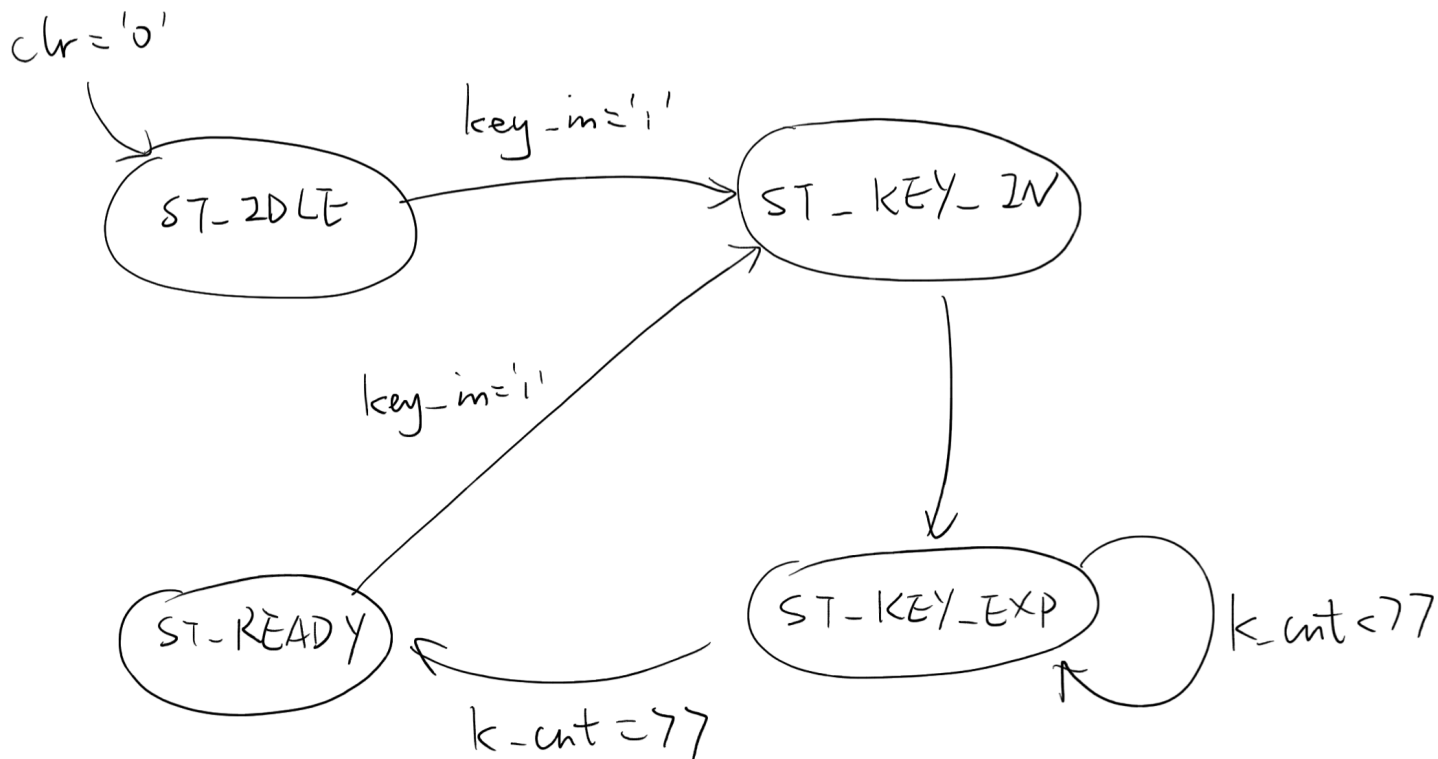 clr='0'
key_in='1'
ST_IDLE
ST_KEY_IN
key_in='1'
ST_READY
ST_KEY_EXP
k_cnt<77
k_cnt=77